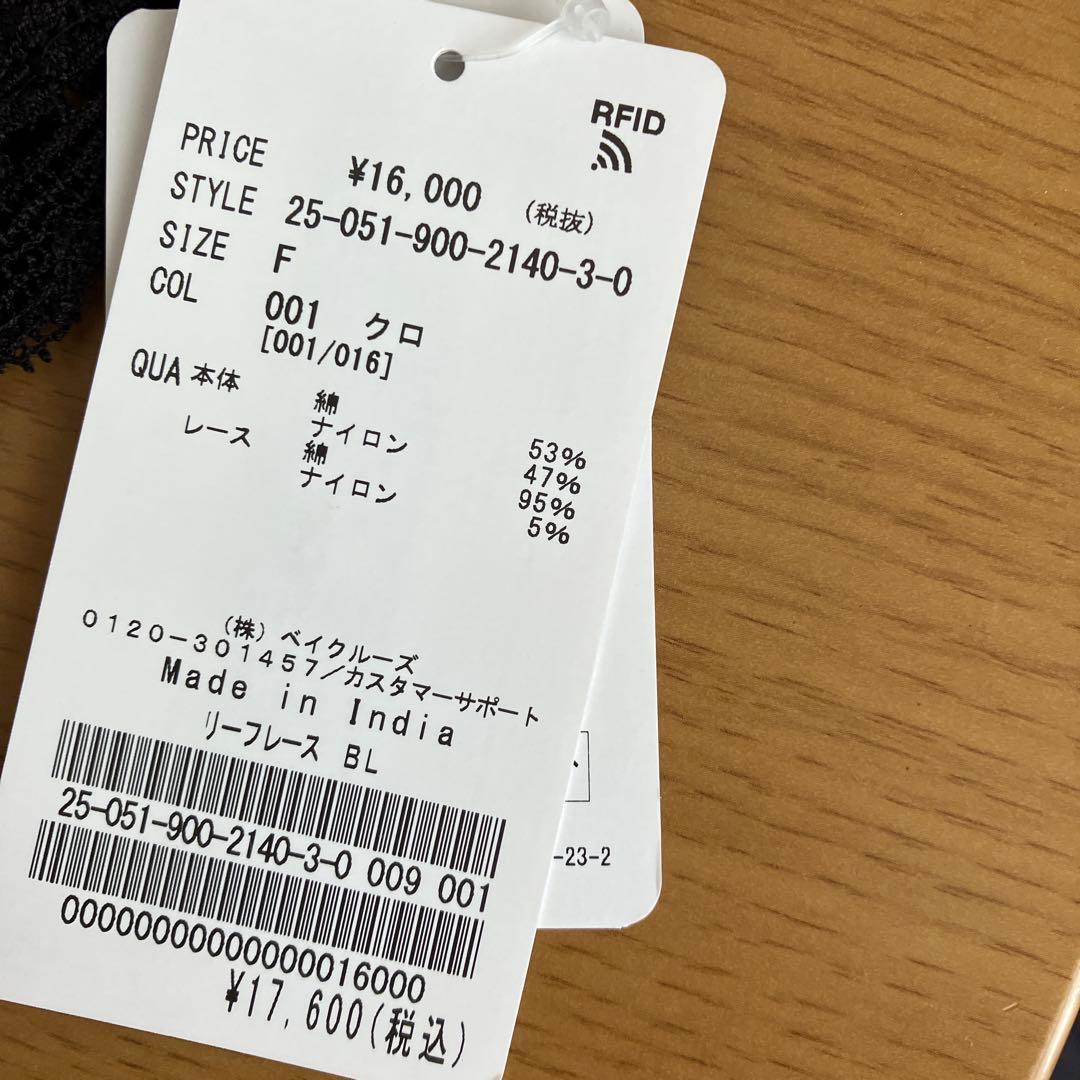 RFID
PRICE ¥16,000 (税抜)
STYLE 25-051-900-2140-3-0
SIZE F
COL 001 クロ
[001/016]
QUA 本体 綿 53%
ナイロン 47%
レース 綿 95%
ナイロン 5%
(株) ベイクルーズ
0120-301457/カスタマーサポート
Made in India
リーフレース BL
25-051-900-2140-3-0 009 001
0000000000000016000
¥17,600(税込)
-23-2